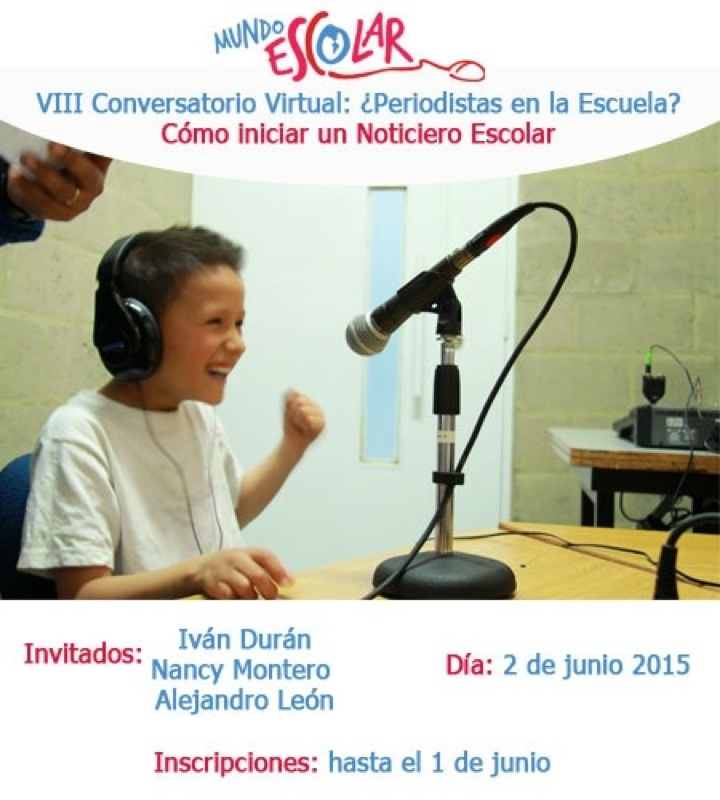 MUNDO
ESCOLAR
VIII Conversatorio Virtual: ¿Periodistas en la Escuela?
Cómo iniciar un Noticiero Escolar
Invitados:
Iván Durán
Nancy Montero
Alejandro León
Día: 2 de junio 2015
Inscripciones: hasta el 1 de junio